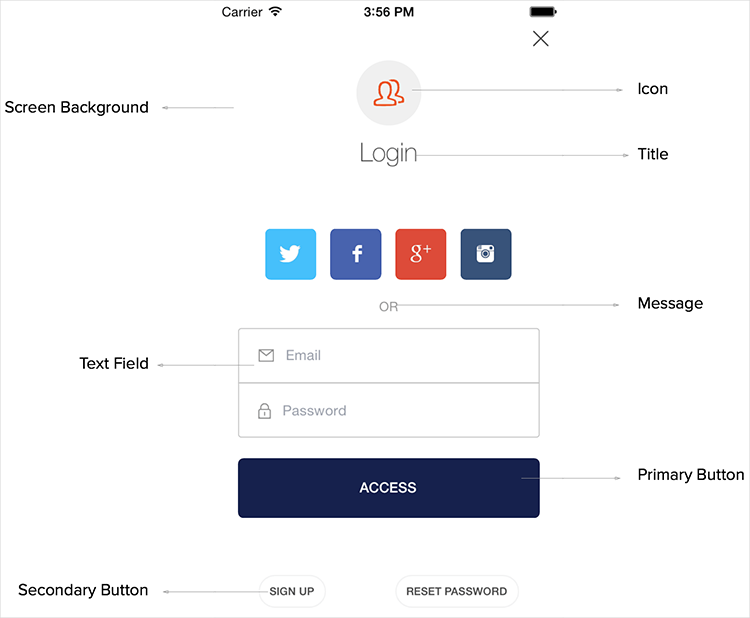 Carrier 3:56 PM
Icon
Screen Background
Login
Title
f g+
OR
Message
Email
Text Field
Password
ACCESS
Primary Button
Secondary Button
SIGN UP RESET PASSWORD